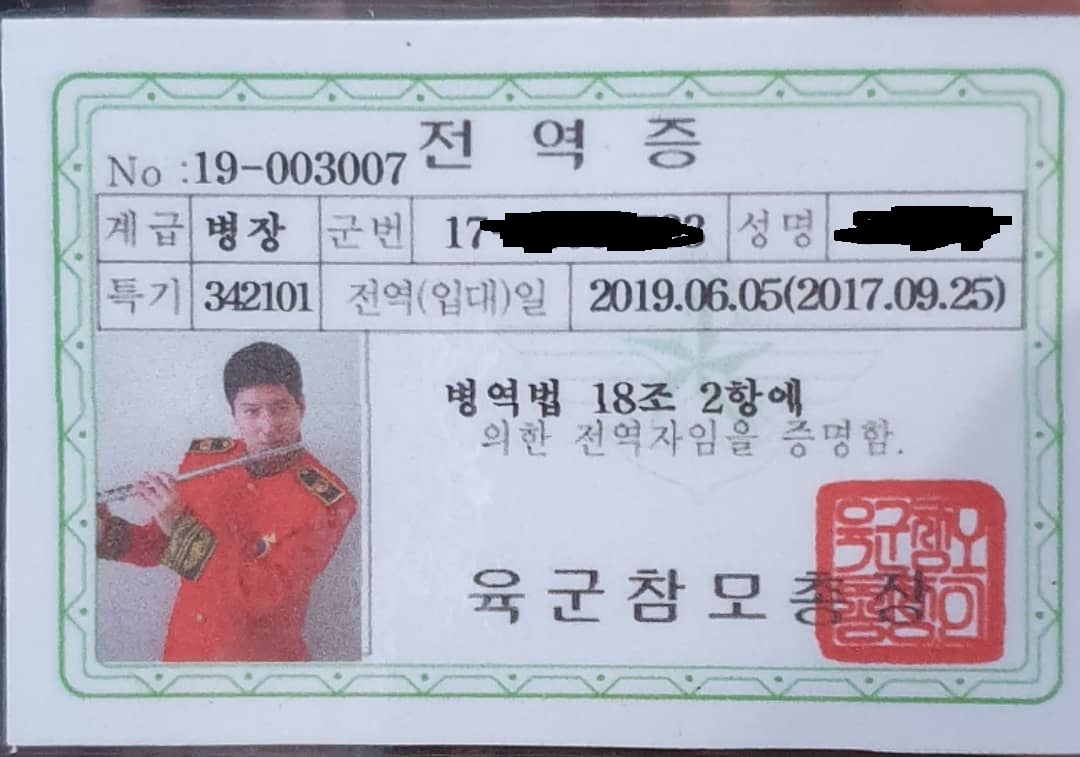 전역증
No :19-003007
계급 병장 군번 17- 성명
특기 342101 전역(입대)일 2019.06.05(2017.09.25)
병역법 18조 2항에
의한 전역자임을 증명함.
육군참모총장